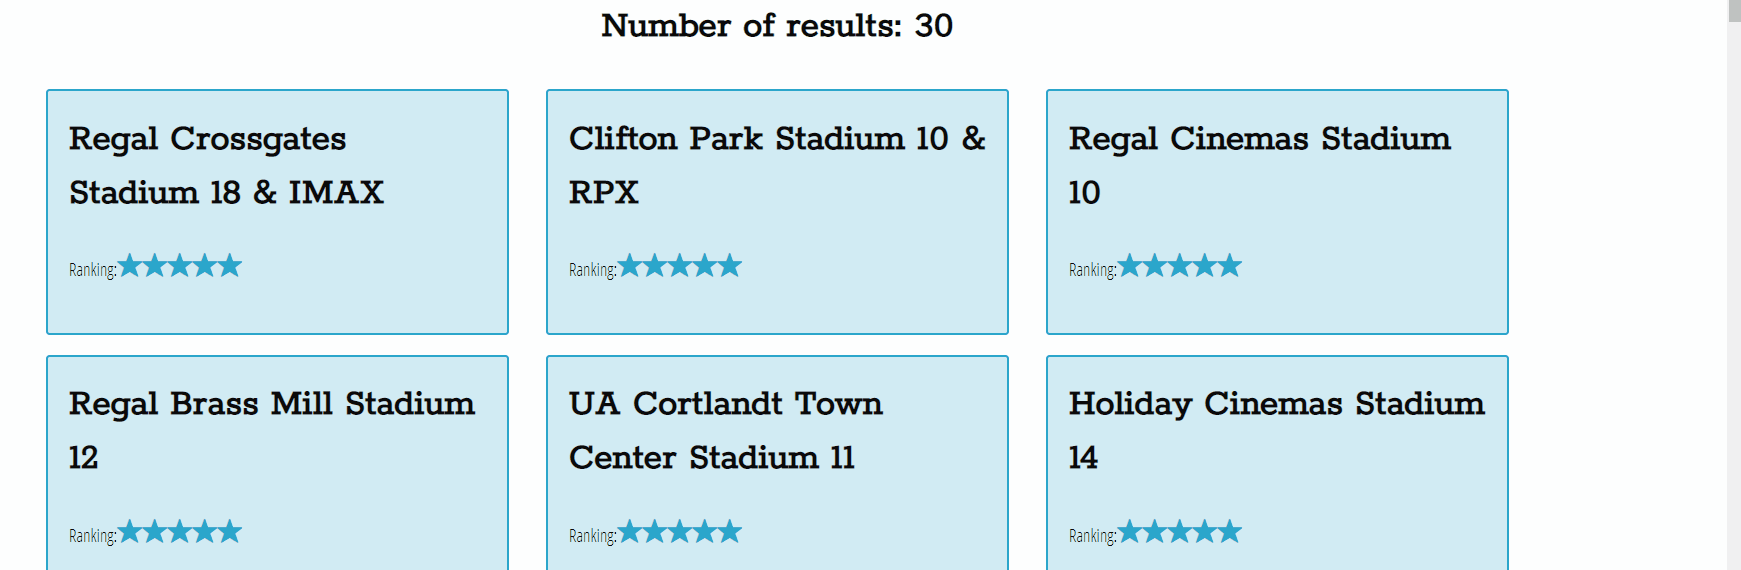 Number of results: 30
Regal Crossgates
Stadium 18 & IMAX
Ranking:
Clifton Park Stadium 10 &
RPX
Ranking:
Regal Cinemas Stadium
10
Ranking:
Regal Brass Mill Stadium
12
Ranking:
UA Cortlandt Town
Center Stadium 11
Ranking:
Holiday Cinemas Stadium
14
Ranking: